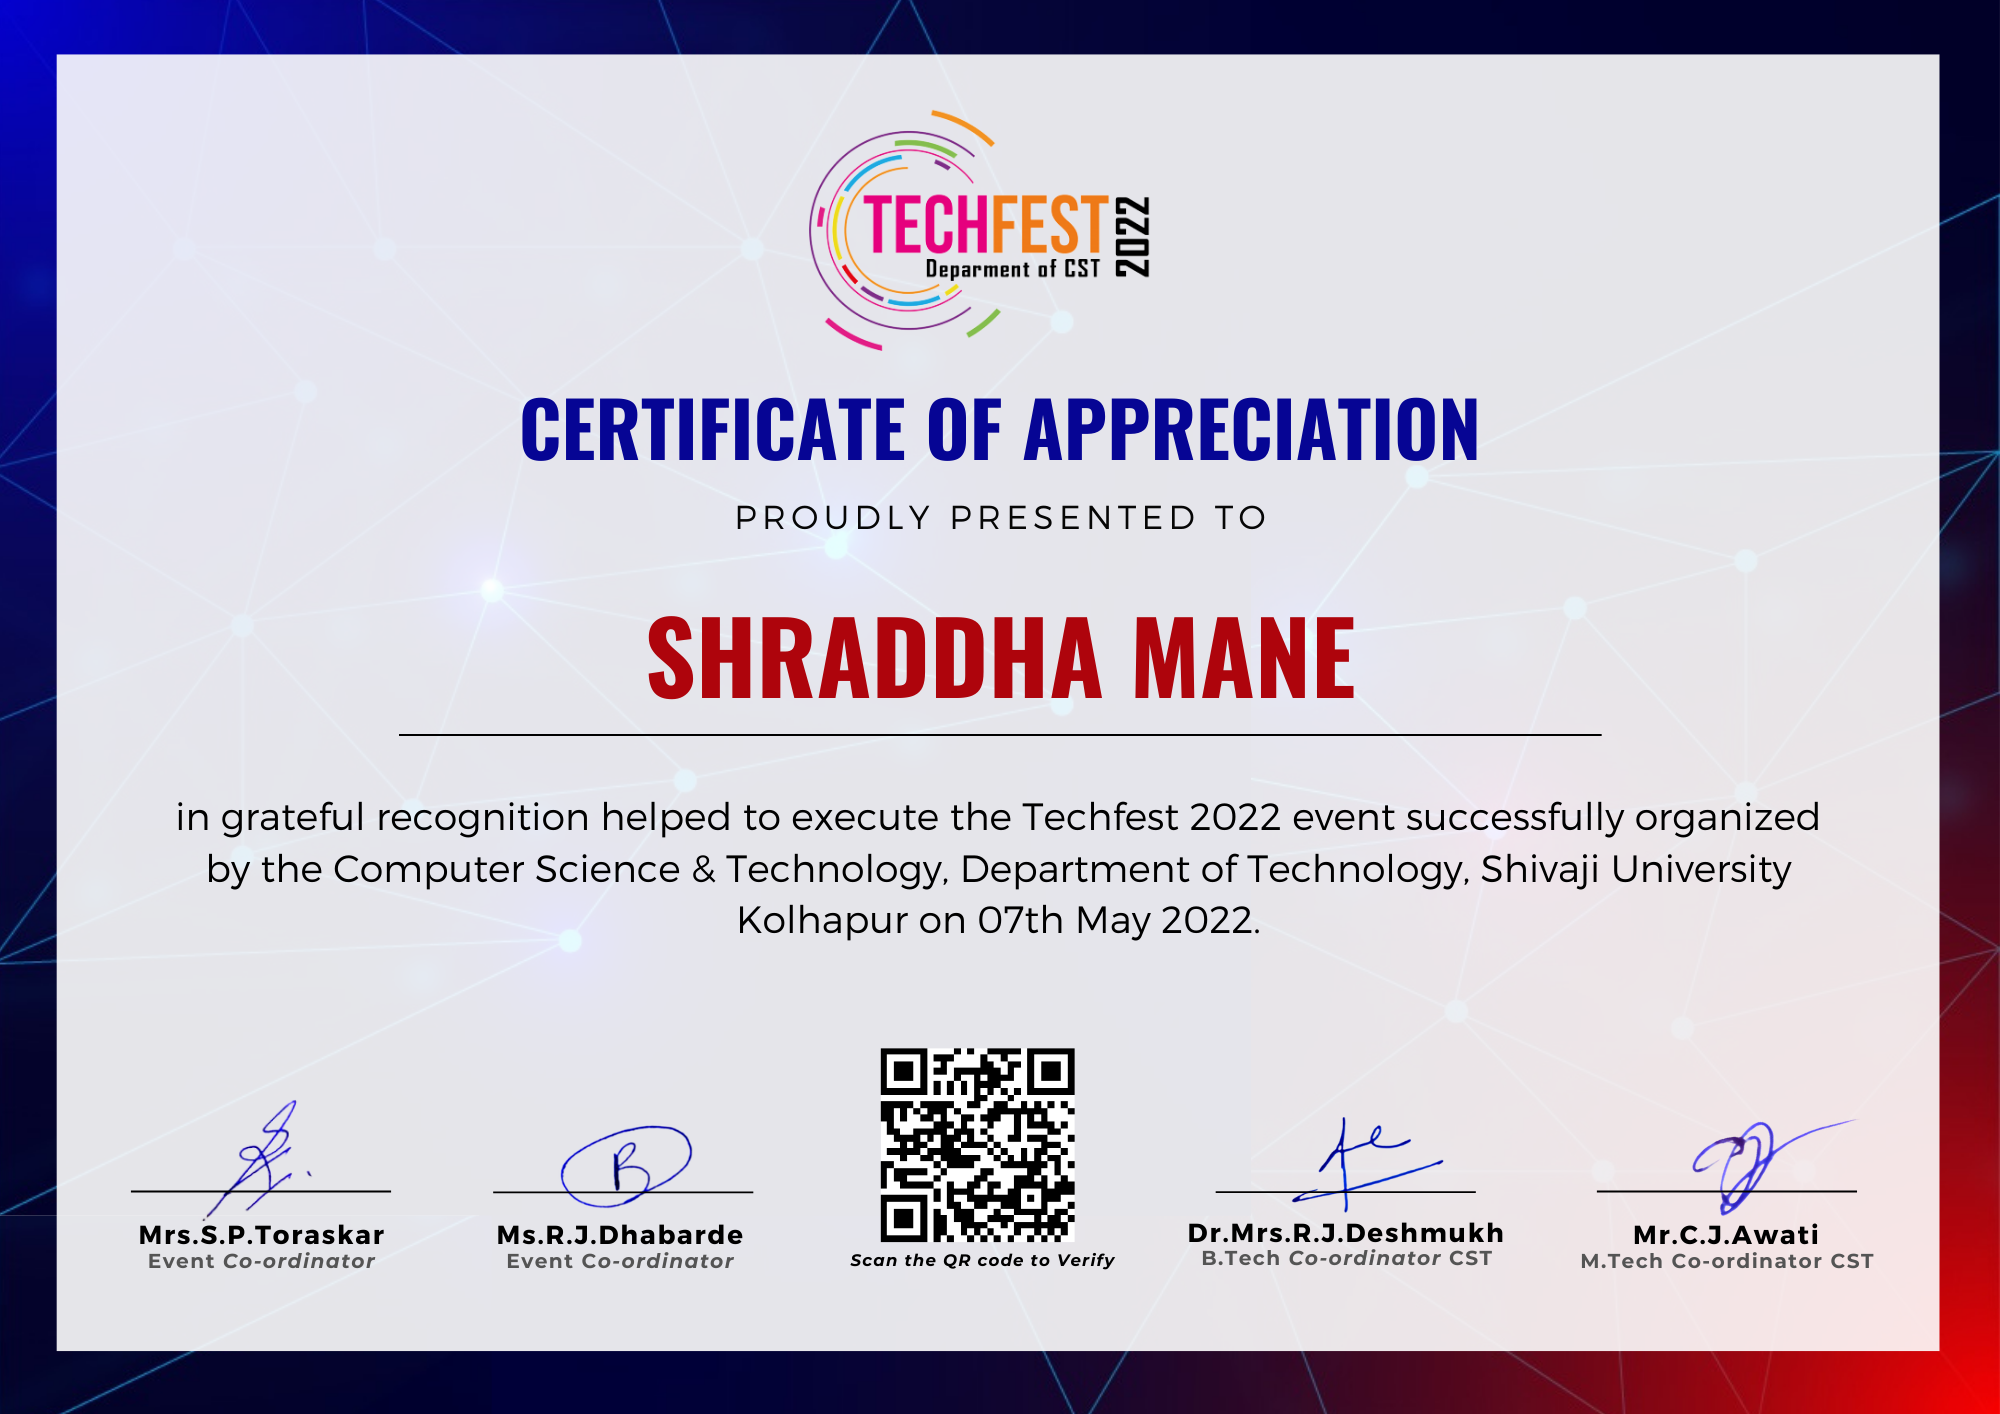 TECHFEST 2022
Deparment of CST
CERTIFICATE OF APPRECIATION
PROUDLY PRESENTED TO
SHRADDHA MANE
in grateful recognition helped to execute the Techfest 2022 event successfully organized
by the Computer Science & Technology, Department of Technology, Shivaji University
Kolhapur on 07th May 2022.
Mrs.S.P.Toraskar
Event Co-ordinator
B
Ms.R.J.Dhabarde
Event Co-ordinator
Scan the QR code to Verify
Dr.Mrs.R.J.Deshmukh
B.Tech Co-ordinator CST
Mr.C.J.Awati
M.Tech Co-ordinator CST